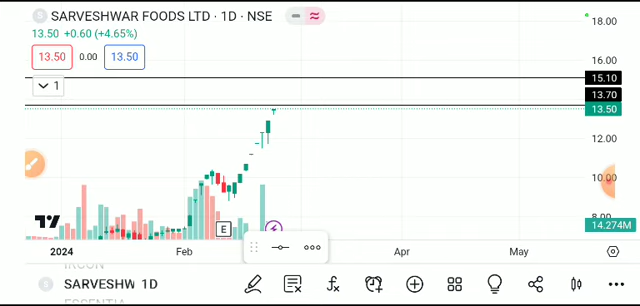 S SARVESHWAR FOODS LTD · 1D · NSE
13.50 +0.60 (+4.65%)
13.50 0.00 13.50
1
18.00
16.00
15.10
13.70
13.50
12.00
10.00
8.00
14.274M
E
2024 Feb Apr May
IRCON
S SARVESHW 1D
ESSENTIA